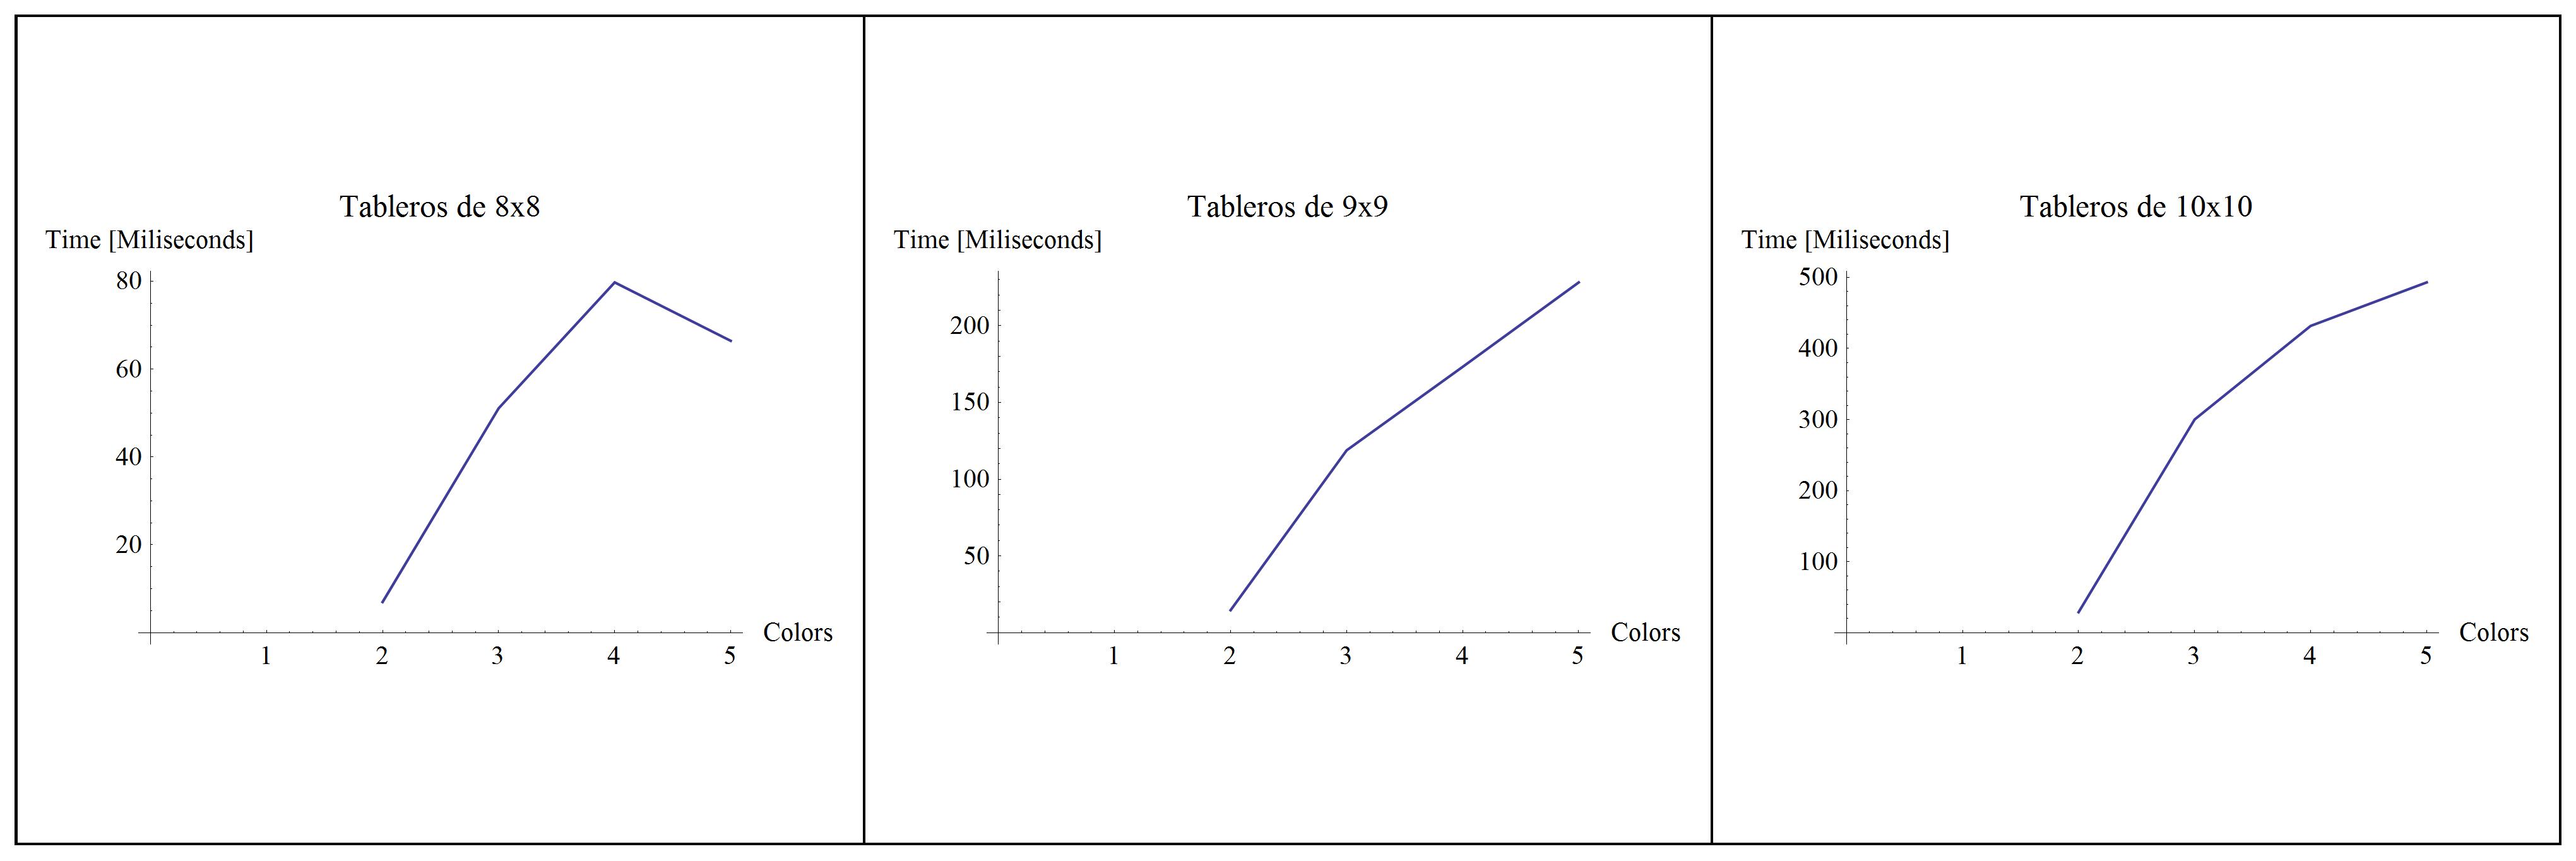 Tableros de 8x8
Time [Miliseconds]
80
60
40
20
Colors
1 2 3 4 5
Tableros de 9x9
Time [Miliseconds]
200
150
100
50
Colors
1 2 3 4 5
Tableros de 10x10
Time [Miliseconds]
500
400
300
200
100
Colors
1 2 3 4 5